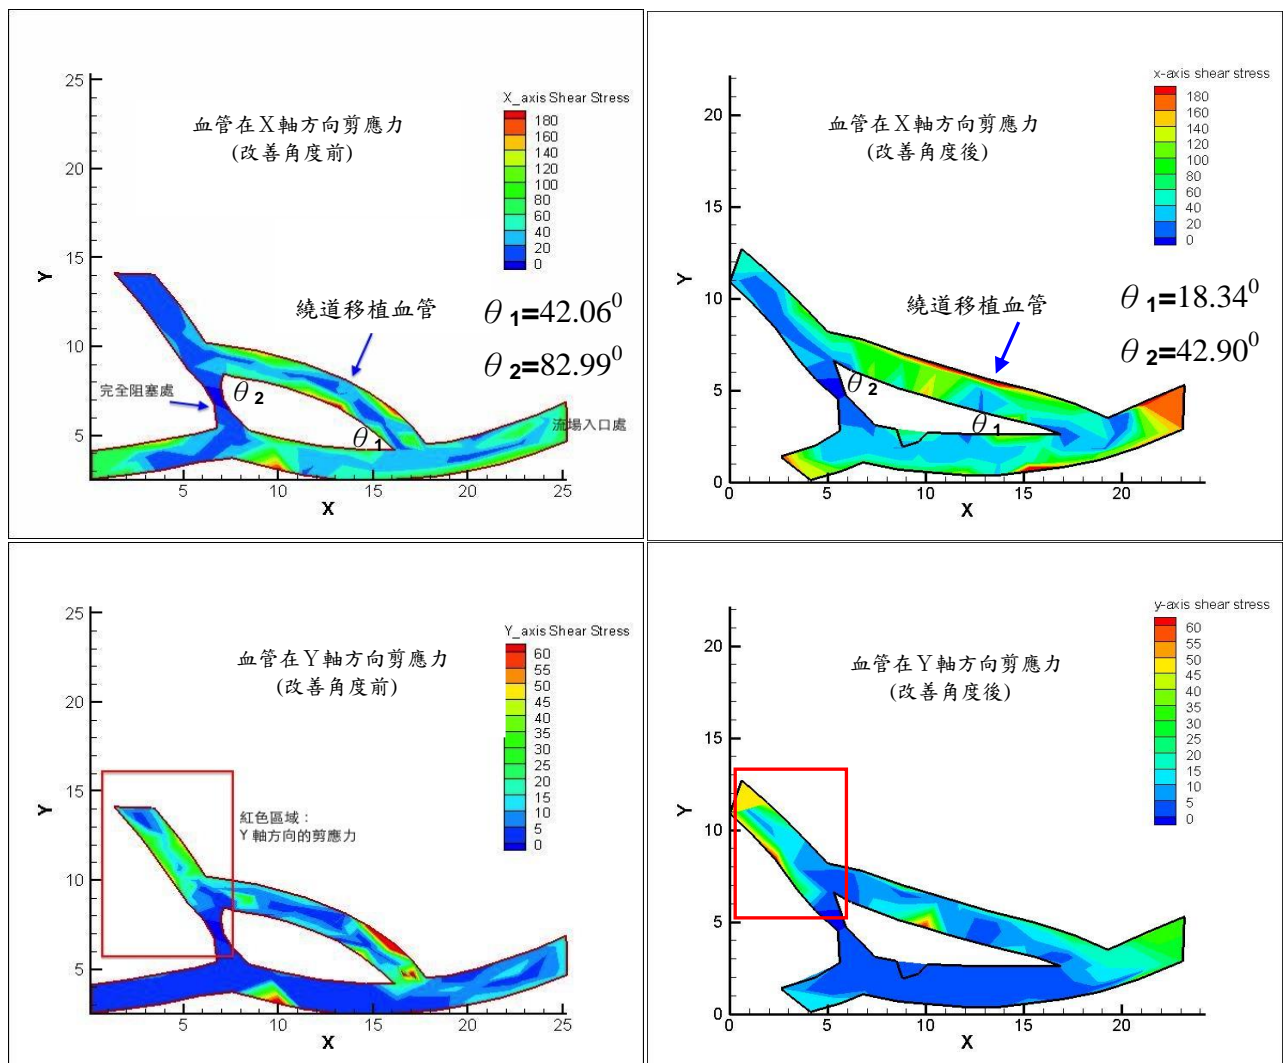 血管在X軸方向剪應力
(改善角度前)
X_axis Shear Stress
180
160
140
120
100
80
60
40
20
0
繞道移植血管
θ1=42.06⁰
θ2=82.99⁰
完全阻塞處
θ2
θ1
流場入口處
Y
25
20
15
10
5
5
10
15
20
25
X
血管在X軸方向剪應力
(改善角度後)
x-axis shear stress
180
160
140
100
80
60
40
20
0
繞道移植血管
θ1=18.34⁰
θ2=42.90⁰
θ2
θ1
Y
20
15
10
5
0
0
5
10
15
20
X
血管在Y軸方向剪應力
(改善角度前)
Y_axis Shear Stress
60
55
50
45
40
35
30
25
20
15
10
5
0
紅色區域：
Y 軸方向的剪應力
Y
25
20
15
10
5
5
10
15
20
25
X
血管在Y軸方向剪應力
(改善角度後)
y-axis shear stress
60
55
50
45
40
35
30
25
20
15
10
5
0
Y
20
15
10
5
0
0
5
10
15
20
X